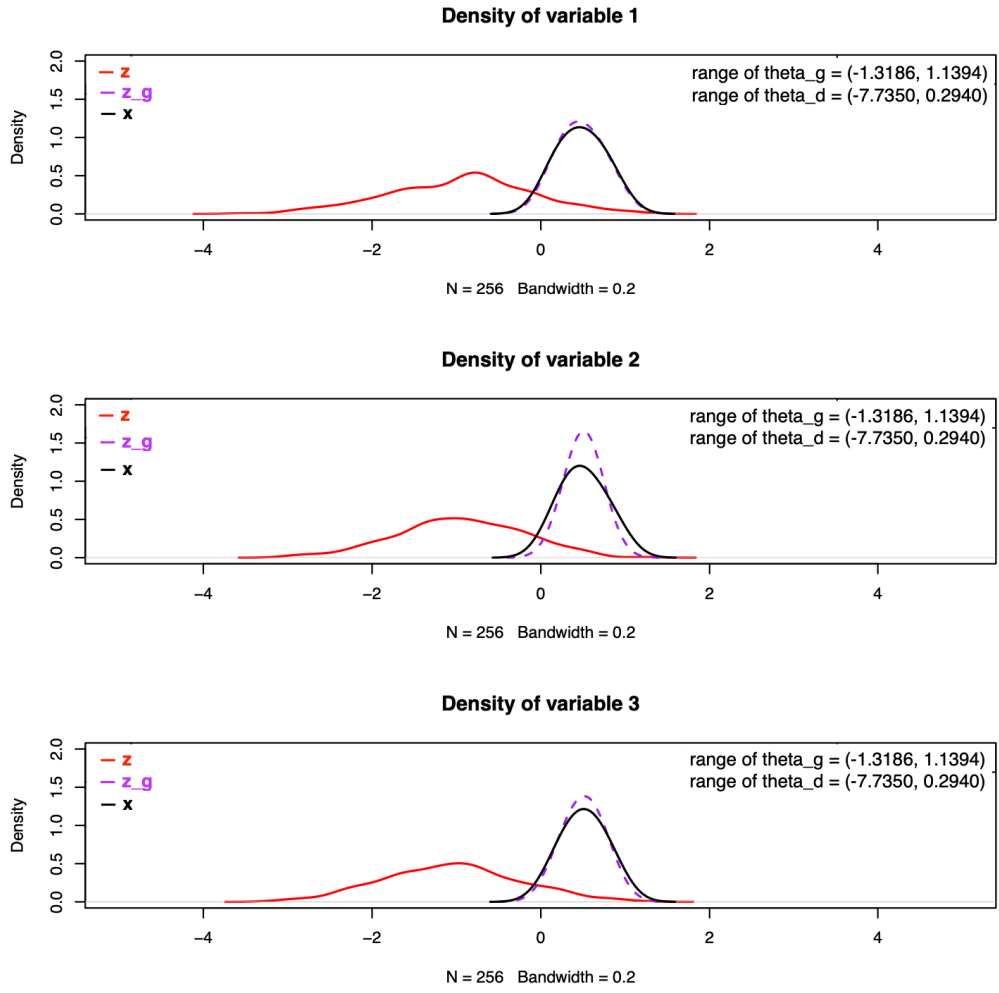 Density of variable 1
z
z_g
x
range of theta_g = (-1.3186, 1.1394)
range of theta_d = (-7.7350, 0.2940)
Density
0.0 0.5 1.0 1.5 2.0
−4 −2 0 2 4
N = 256 Bandwidth = 0.2
Density of variable 2
z
z_g
x
range of theta_g = (-1.3186, 1.1394)
range of theta_d = (-7.7350, 0.2940)
Density
0.0 0.5 1.0 1.5 2.0
−4 −2 0 2 4
N = 256 Bandwidth = 0.2
Density of variable 3
z
z_g
x
range of theta_g = (-1.3186, 1.1394)
range of theta_d = (-7.7350, 0.2940)
Density
0.0 0.5 1.0 1.5 2.0
−4 −2 0 2 4
N = 256 Bandwidth = 0.2